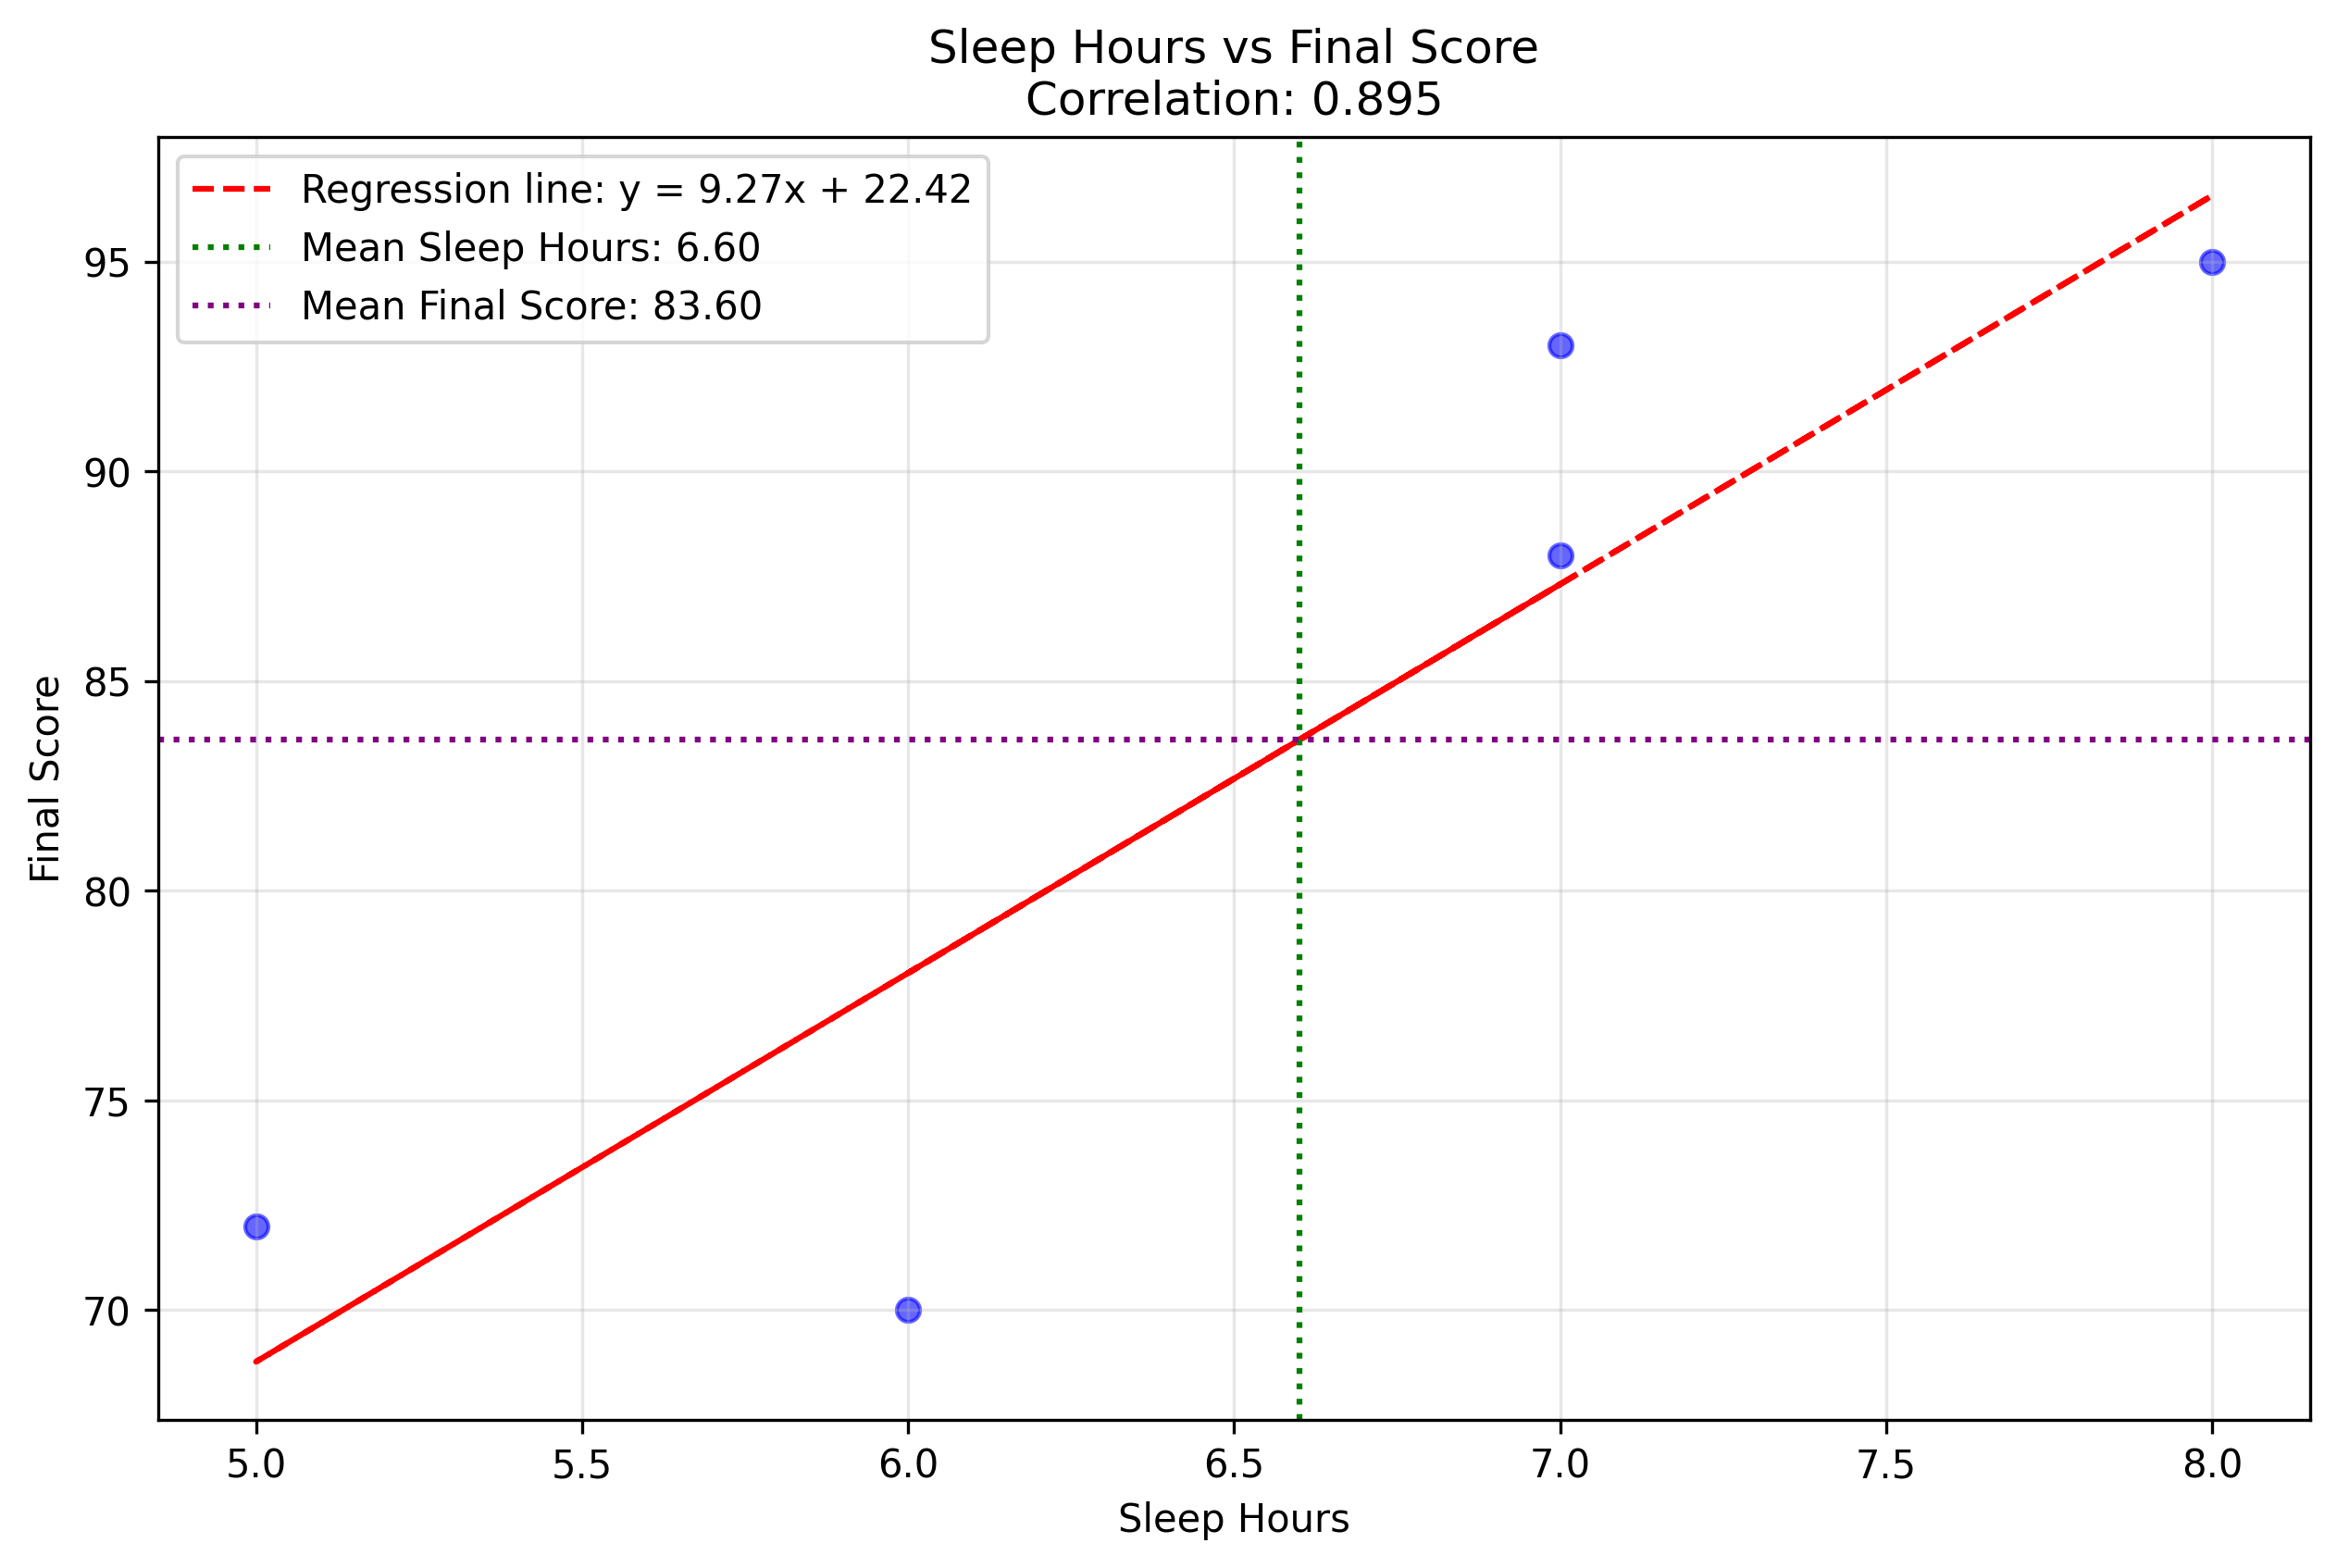 Sleep Hours vs Final Score
Correlation: 0.895
Regression line: y = 9.27x + 22.42
Mean Sleep Hours: 6.60
Mean Final Score: 83.60
95
90
85
80
75
70
Final Score
5.0 5.5 6.0 6.5 7.0 7.5 8.0
Sleep Hours